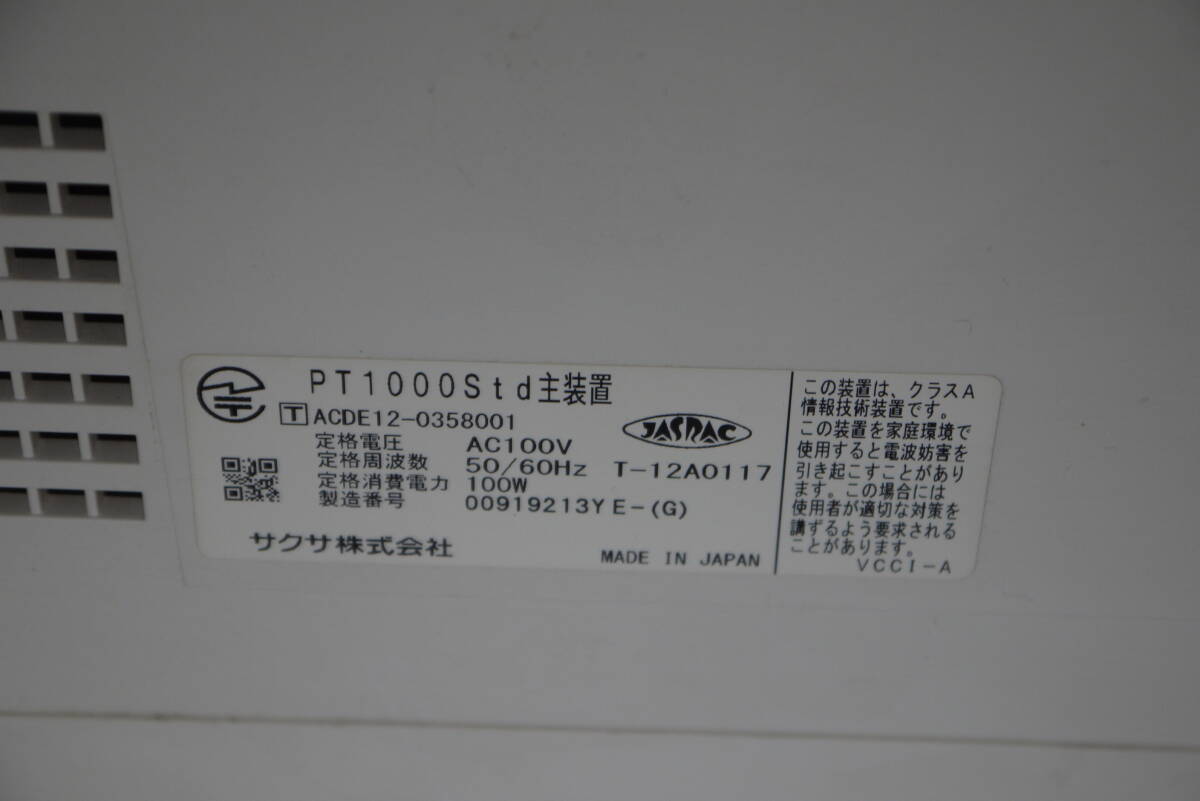 PT1000Std主装置
T ACDE12-0358001
定格電圧 AC100V
定格周波数 50/60Hz
定格消費電力 100W
製造番号 00919213YE-(G)
JASRAC
T-12A0117
サクサ株式会社
MADE IN JAPAN
この装置は、クラスA
情報技術装置です。
この装置を家庭環境で
使用すると電波妨害を
引き起こすことがあり
ます。この場合には
使用者が適切な対策を
講ずるよう要求される
ことがあります。
VCCI-A